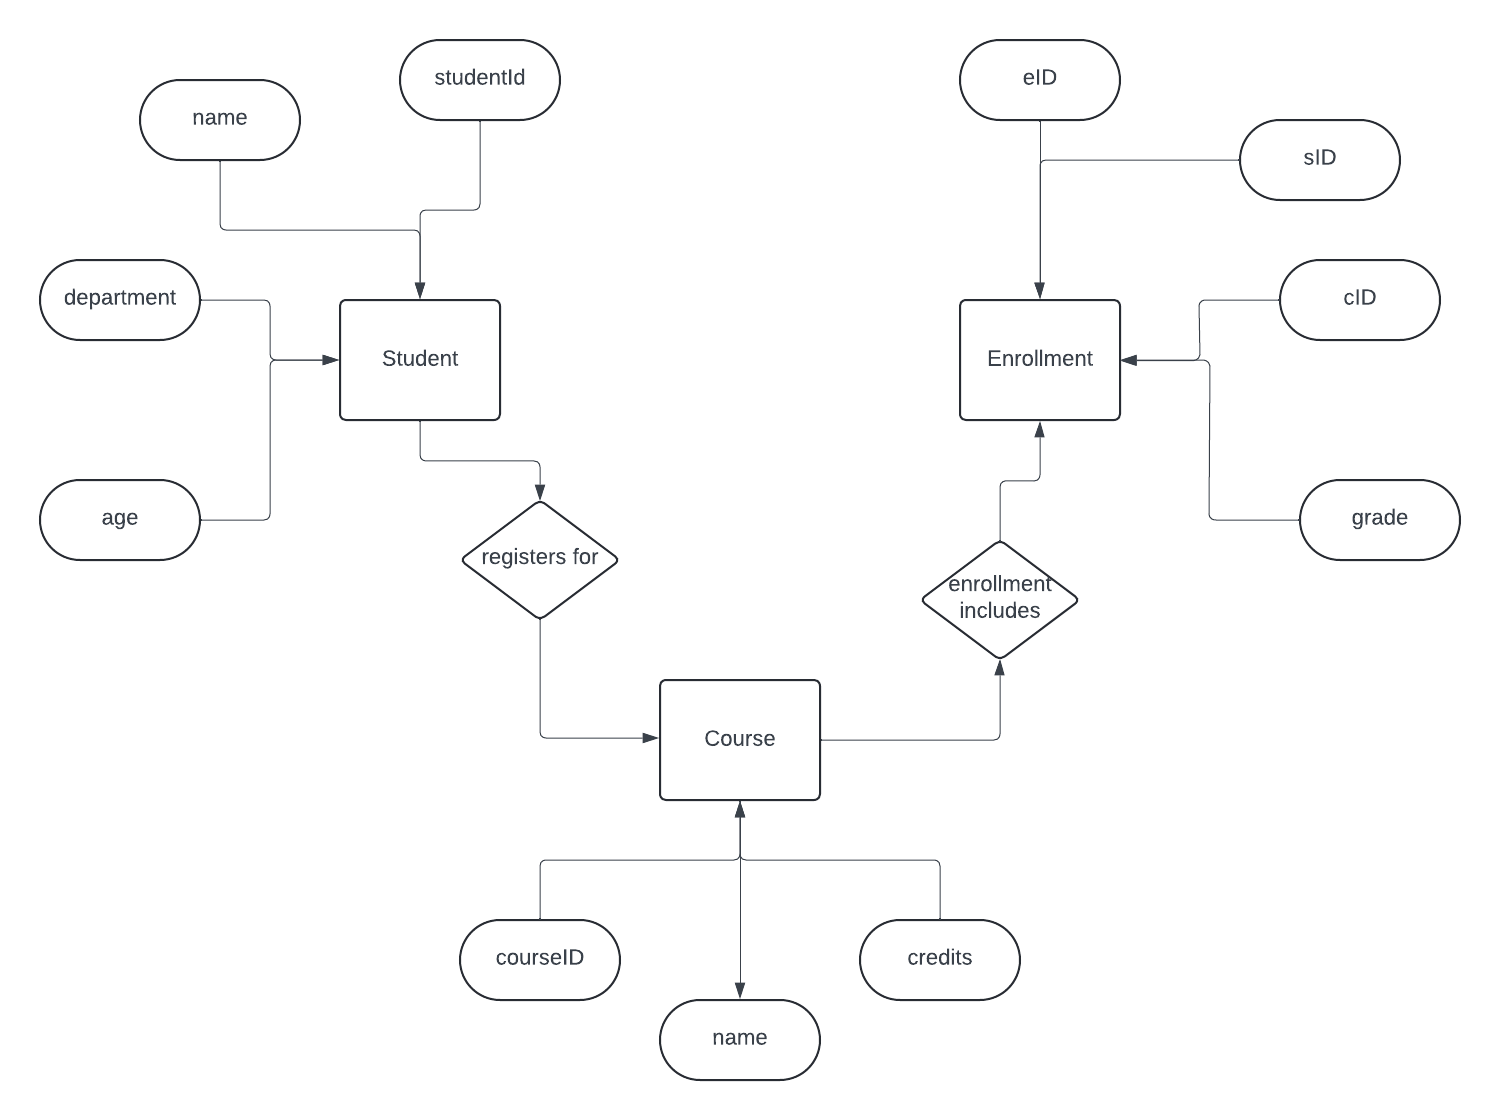 studentId
eID
name
sID
department
cID
Student
Enrollment
age
grade
registers for
enrollment
includes
Course
courseID
credits
name